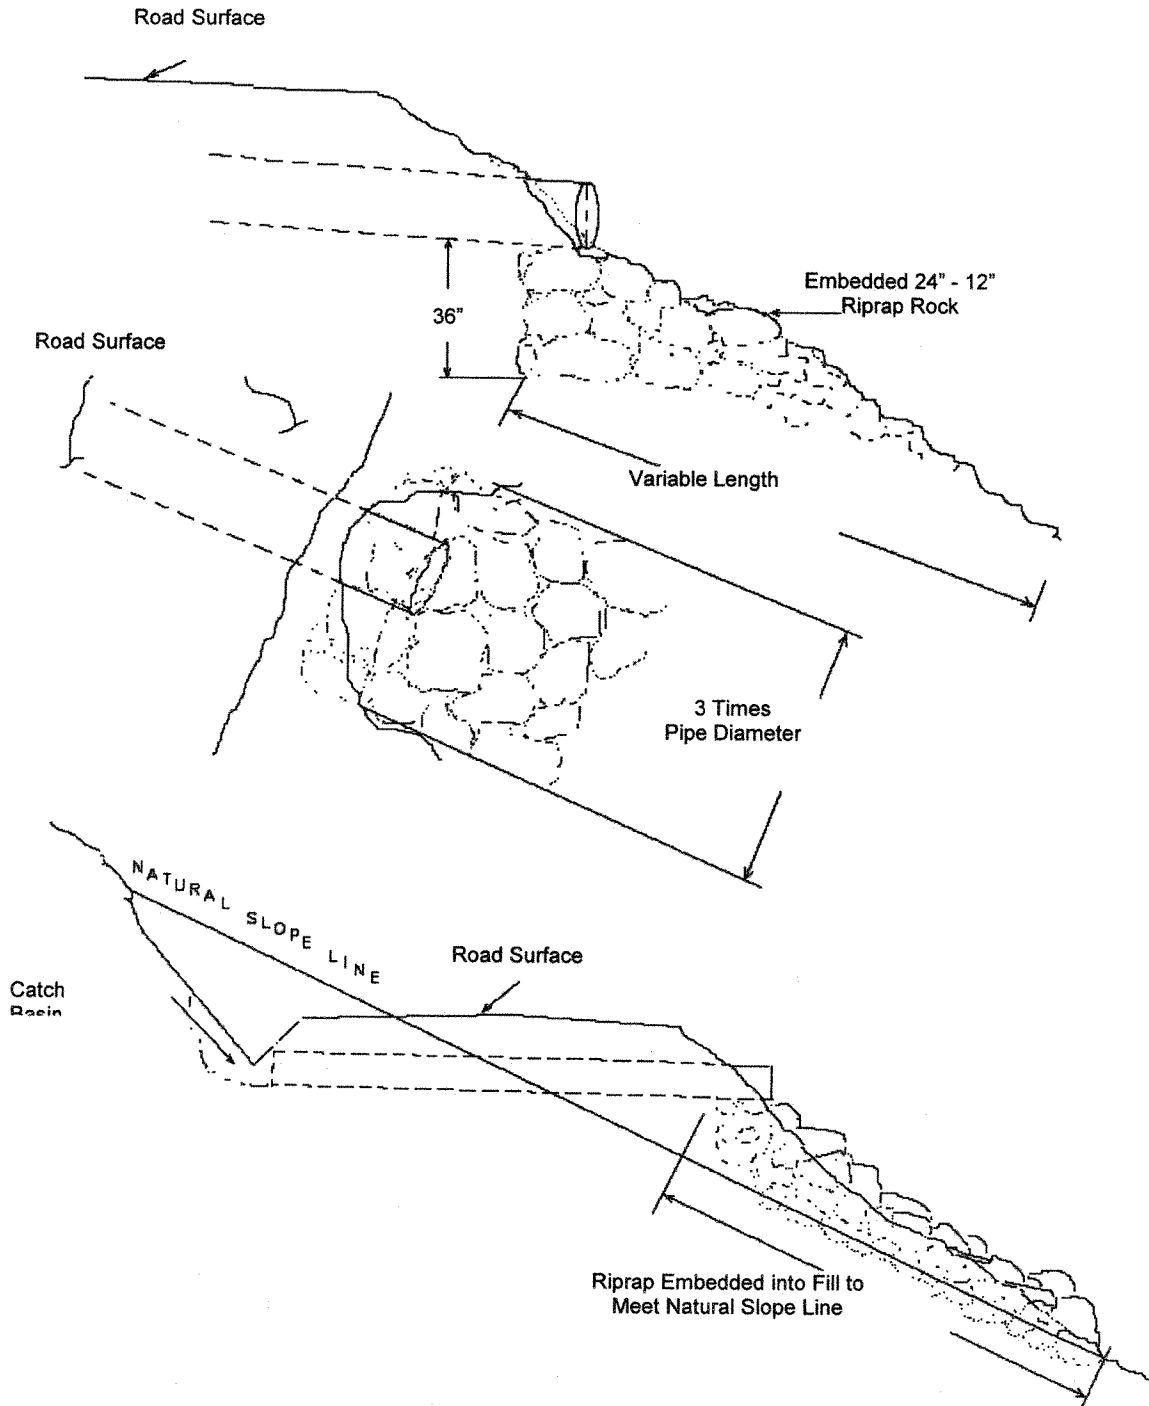 Road Surface
Embedded 24" - 12"
Riprap Rock
36"
Road Surface
Variable Length
3 Times
Pipe Diameter
NATURAL SLOPE LINE
Road Surface
Catch
Basin
Riprap Embedded into Fill to
Meet Natural Slope Line